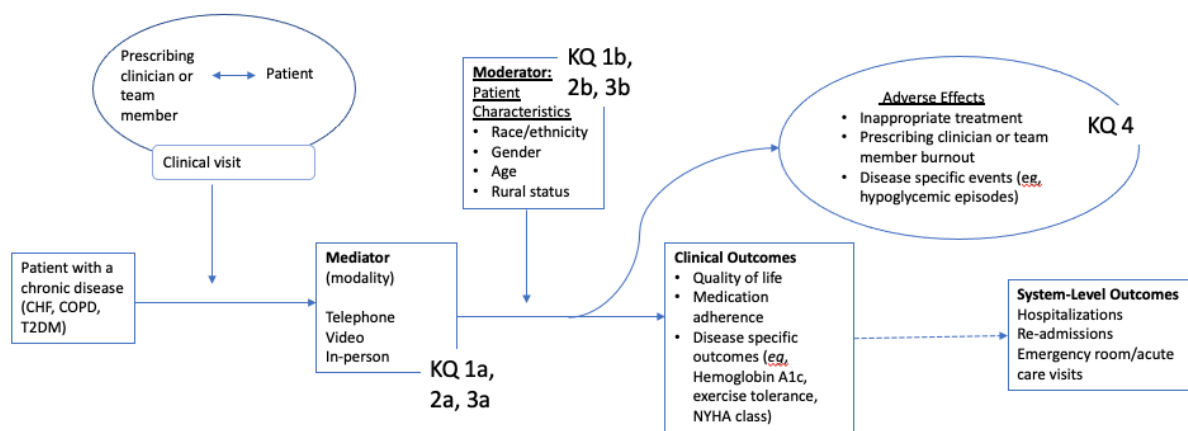 Prescribing
clinician or
team
member
Patient
Clinical visit
Patient with a
chronic disease
(CHF, COPD,
T2DM)
Mediator
(modality)
Telephone
Video
In-person
KQ 1a,
2a, 3a
Moderator:
Patient
Characteristics
• Race/ethnicity
• Gender
• Age
• Rural status
KQ 1b,
2b, 3b
Adverse Effects
• Inappropriate treatment
• Prescribing clinician or team
member burnout
• Disease specific events (eg,
hypoglycemic episodes)
KQ 4
Clinical Outcomes
• Quality of life
• Medication
adherence
• Disease specific
outcomes (eg,
Hemoglobin A1c,
exercise tolerance,
NYHA class)
System-Level Outcomes
Hospitalizations
Re-admissions
Emergency room/acute
care visits